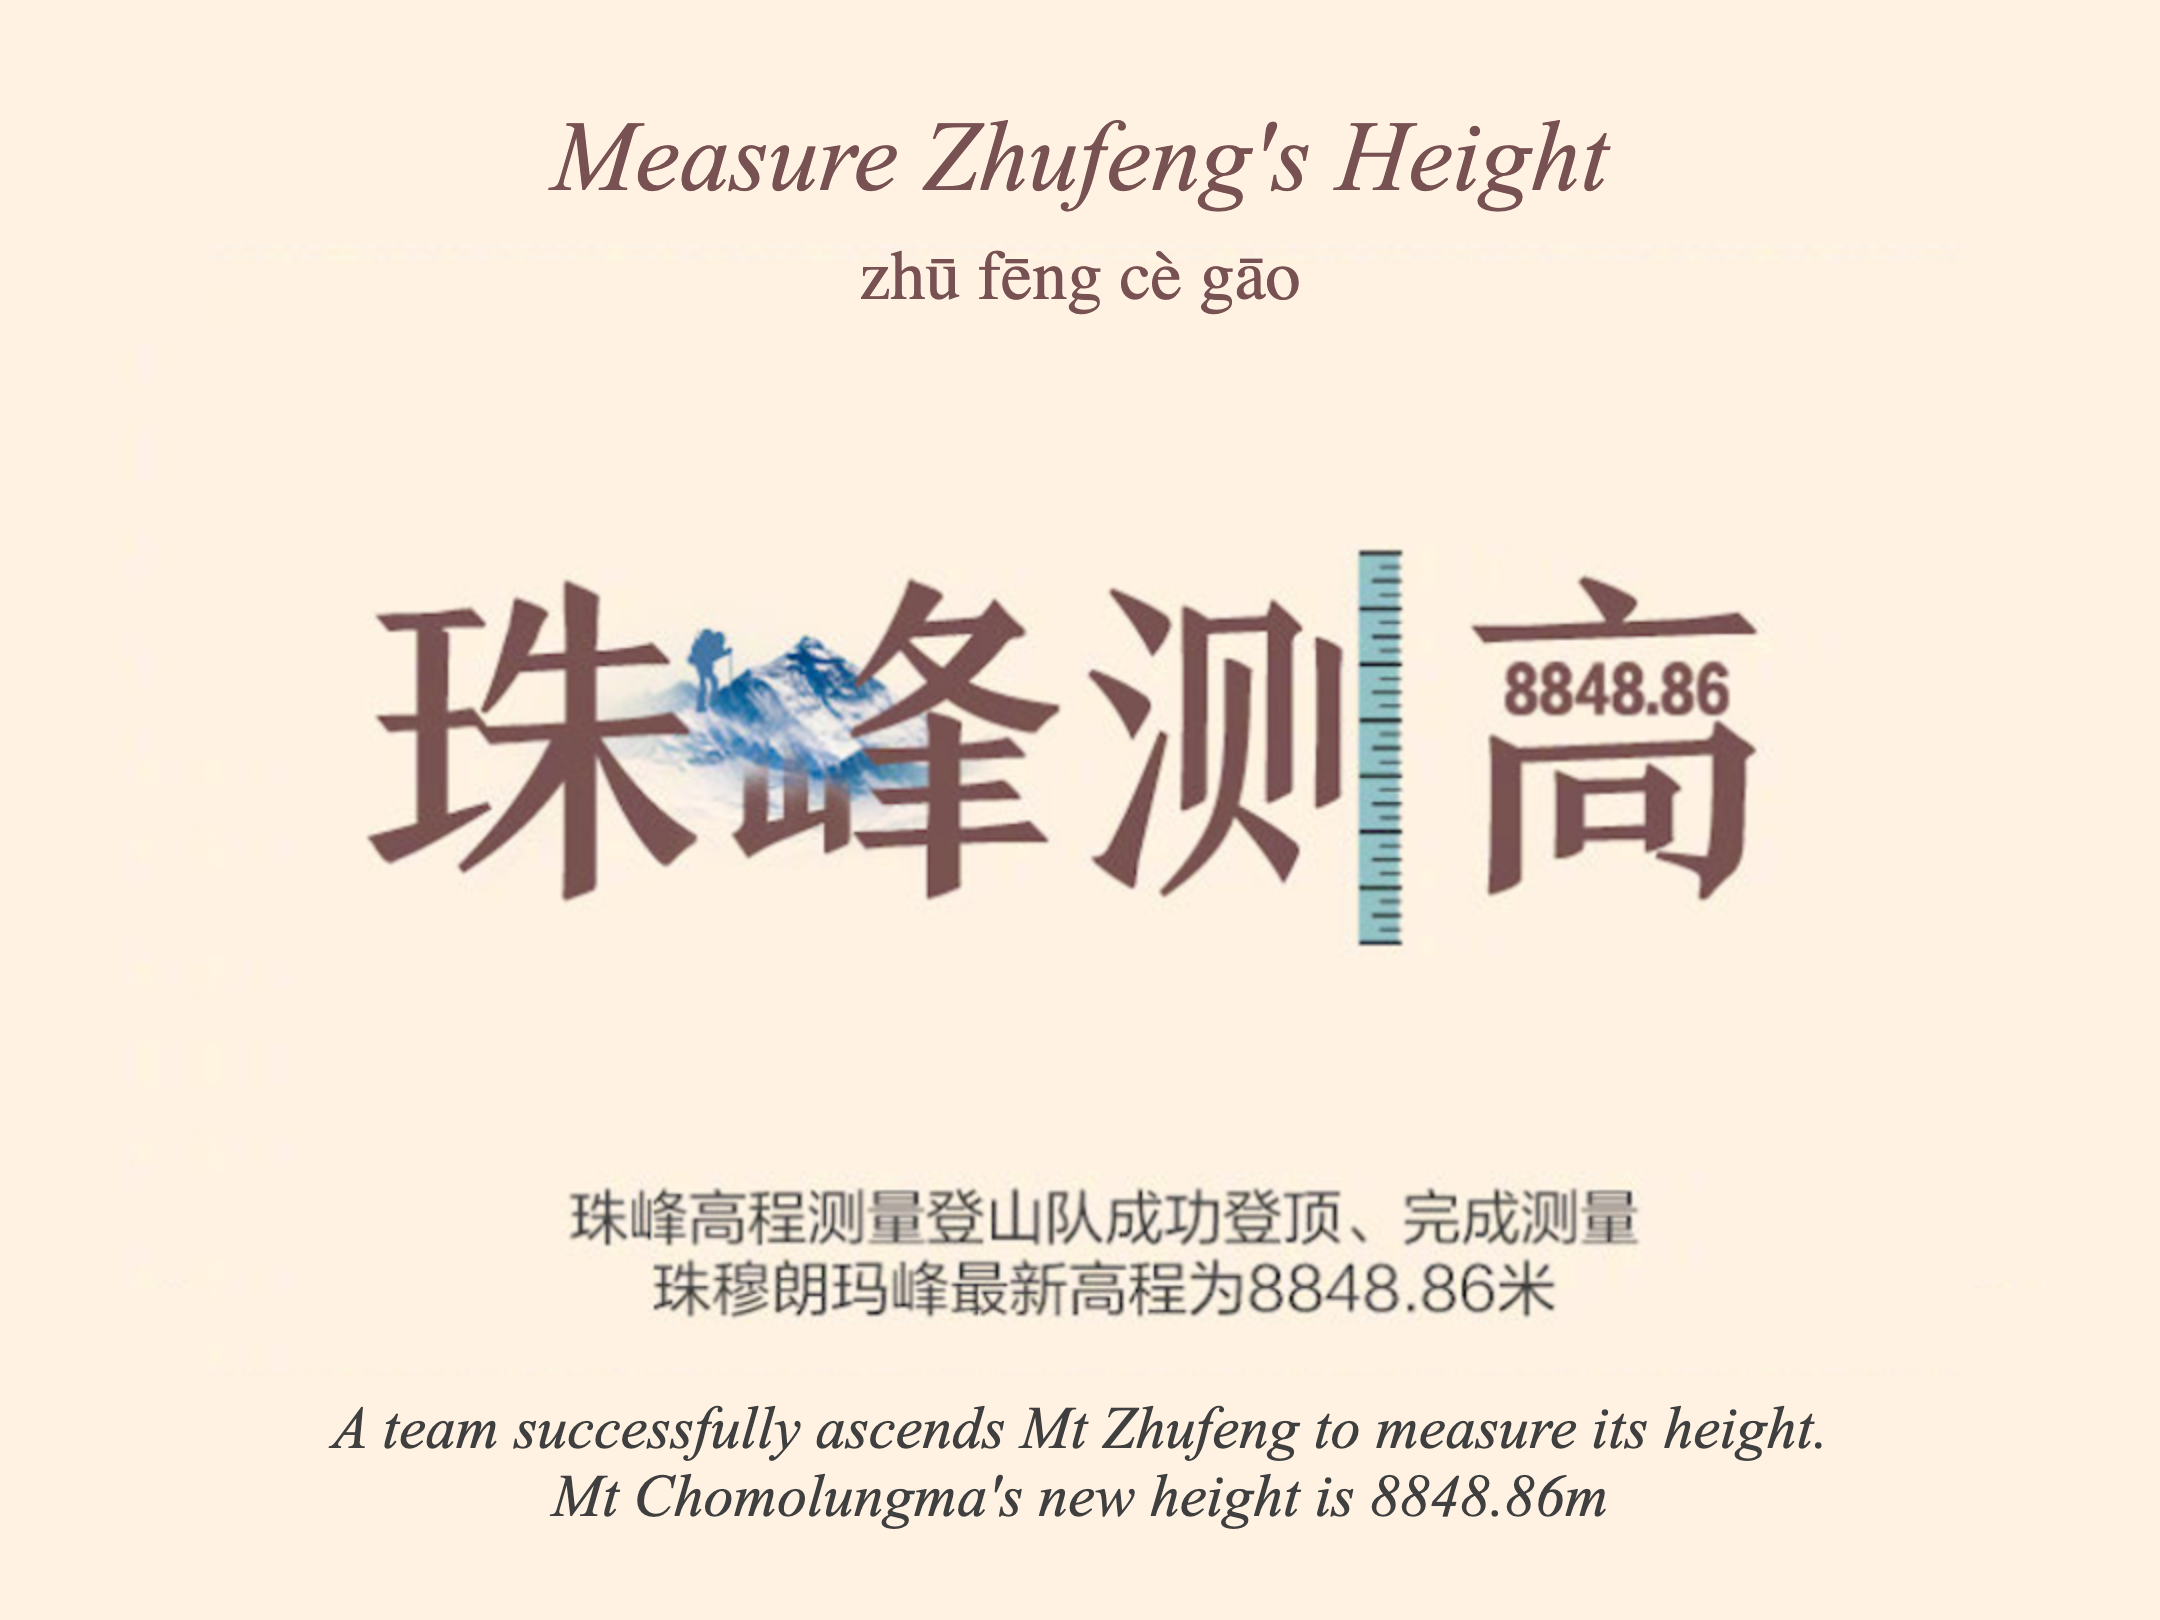 Measure Zhufeng's Height
zhū fēng cè gāo
珠峰测高
8848.86
珠峰高程测量登山队成功登顶、完成测量
珠穆朗玛峰最新高程为8848.86米
A team successfully ascends Mt Zhufeng to measure its height.
Mt Chomolungma's new height is 8848.86m